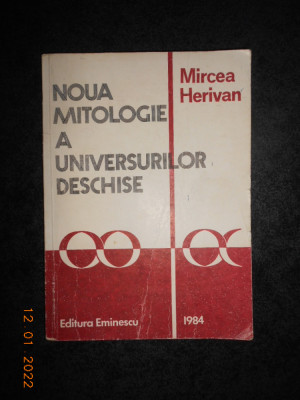 NOUA
MITOLOGIE
A
UNIVERSURILOR
DESCHISE
Mircea
Herivan
Editura Eminescu
1984
12.01.2022